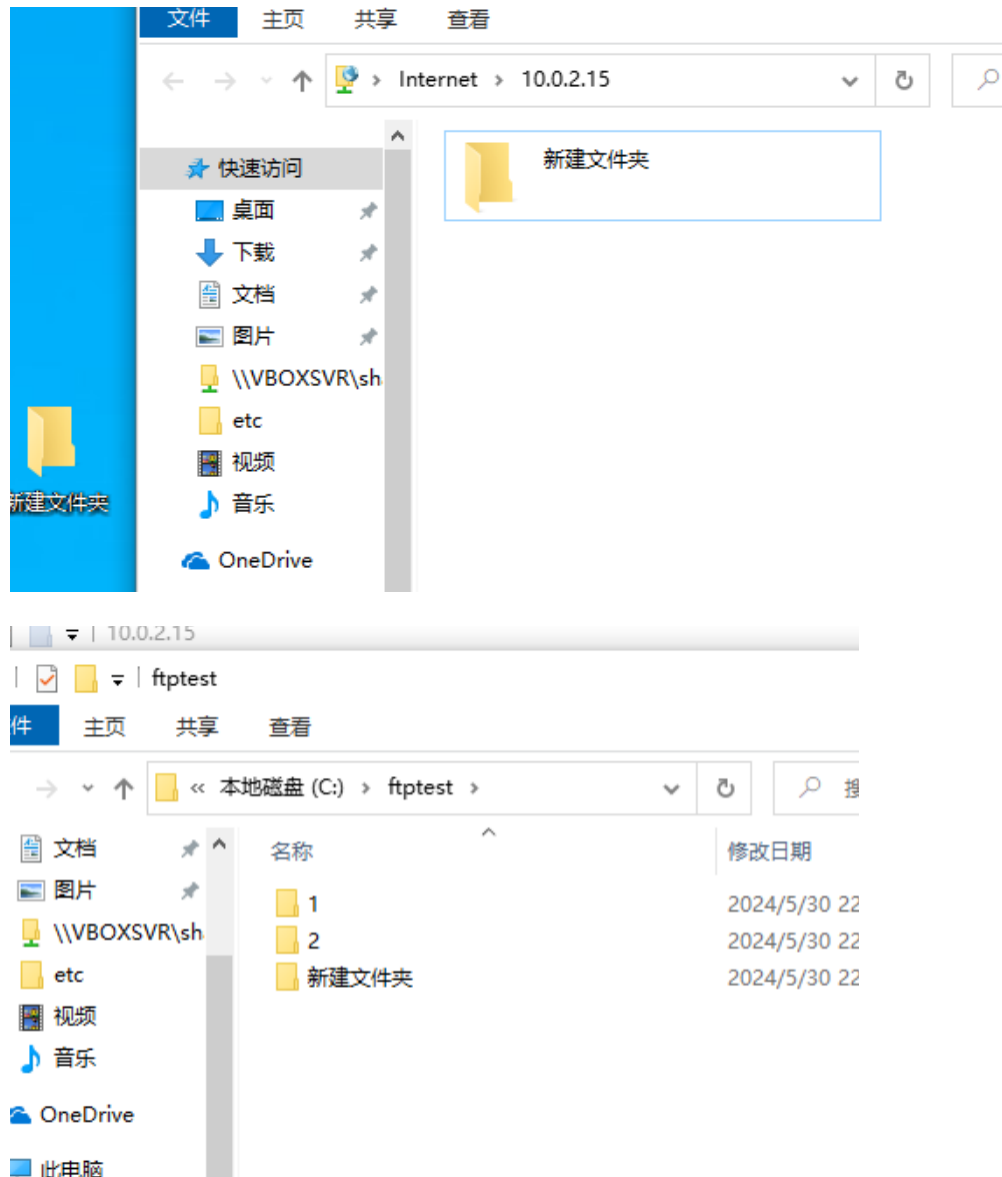 文件 主页 共享 查看
Internet > 10.0.2.15
快速访问
新建文件夹
桌面
下载
文档
图片
\\VBOXSVR\sh
etc
视频
新建文件夹
音乐
OneDrive
10.0.2.15
ftptest
件 主页 共享 查看
« 本地磁盘 (C:) > ftptest >
文档
名称 修改日期
图片
1 2024/5/30 22
\\VBOXSVR\sh
2 2024/5/30 22
etc
新建文件夹 2024/5/30 22
视频
音乐
OneDrive
此电脑